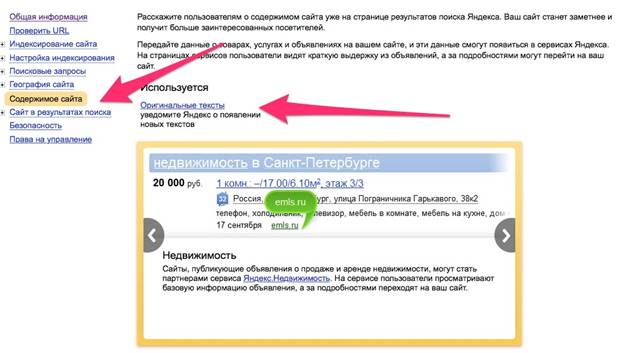 Общая информация
Проверить URL
Индексирование сайта
Настройка индексирования
Поисковые запросы
География сайта
Содержимое сайта
Сайт в результатах поиска
Безопасность
Права на управление
Расскажите пользователям о содержимом сайта уже на странице результатов поиска Яндекса. Ваш сайт станет заметнее и
получит больше заинтересованных посетителей.
Передайте данные о товарах, услугах и объявлениях на вашем сайте, и эти данные смогут появиться в сервисах Яндекса.
На страницах сервисов пользователи видят краткую выдержку из объявлений, а за подробностями могут перейти на ваш
сайт.
Используется
Оригинальные тексты
уведомите Яндекс о появлении
новых текстов
недвижимость в Санкт-Петербурге
20 000 руб. 1 комн.: –/17.00/6.10м², этаж 3/3
32 Россия, бург, улица Пограничника Гарькавого, 38к2
emls.ru
телефон, холодильник, телевизор, мебель в комнате, мебель на кухне, дом
17 сентября emls.ru
Недвижимость
Сайты, публикующие объявления о продаже и аренде недвижимости, могут стать
партнерами сервиса Яндекс.Недвижимость. На сервисе пользователи просматривают
базовую информацию объявления, а за подробностями переходят на ваш сайт.